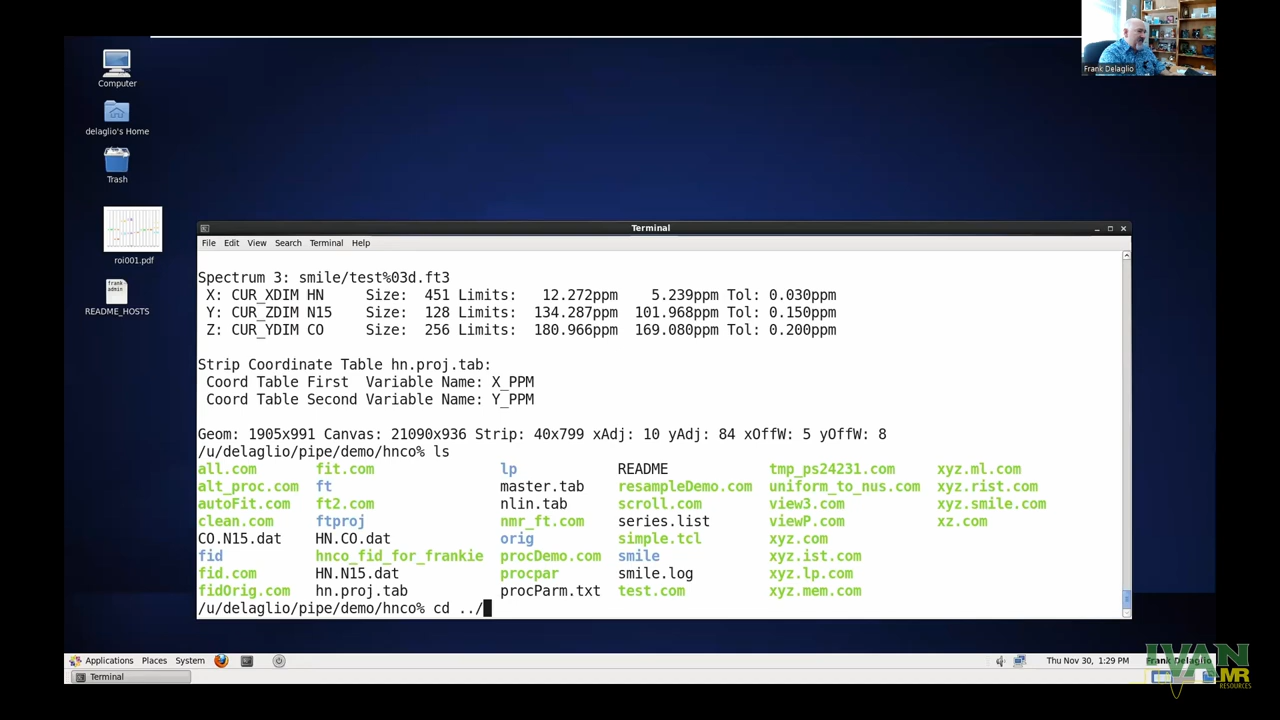 Frank Delaglio
Computer
delaglio's Home
Trash
roi001.pdf
frank
admin
README_HOSTS
Terminal
File Edit View Search Terminal Help
Spectrum 3: smile/test%03d.ft3
X: CUR_XDIM HN Size: 451 Limits: 12.272ppm 5.239ppm Tol: 0.030ppm
Y: CUR_ZDIM N15 Size: 128 Limits: 134.287ppm 101.968ppm Tol: 0.150ppm
Z: CUR_YDIM CO Size: 256 Limits: 180.966ppm 169.080ppm Tol: 0.200ppm
Strip Coordinate Table hn.proj.tab:
Coord Table First Variable Name: X_PPM
Coord Table Second Variable Name: Y_PPM
Geom: 1905x991 Canvas: 21090x936 Strip: 40x799 xAdj: 10 yAdj: 84 xOffW: 5 yOffW: 8
/u/delaglio/pipe/demo/hnco% ls
all.com fit.com lp README tmp_ps24231.com xyz.ml.com
alt_proc.com ft master.tab resampleDemo.com uniform_to_nus.com xyz.rist.com
autoFit.com ft2.com nlin.tab scroll.com view3.com xyz.smile.com
clean.com ftproj nmr_ft.com series.list viewP.com xz.com
CO.N15.dat HN.CO.dat orig simple.tcl xyz.com
fid hnco_fid_for_frankie procDemo.com smile xyz.ist.com
fid.com HN.N15.dat procpar smile.log xyz.lp.com
fidOrig.com hn.proj.tab procParm.txt test.com xyz.mem.com
/u/delaglio/pipe/demo/hnco% cd ../
Applications Places System Thu Nov 30, 1:29 PM Frank Delaglio
Terminal
IVAN
MR
RESOURCES